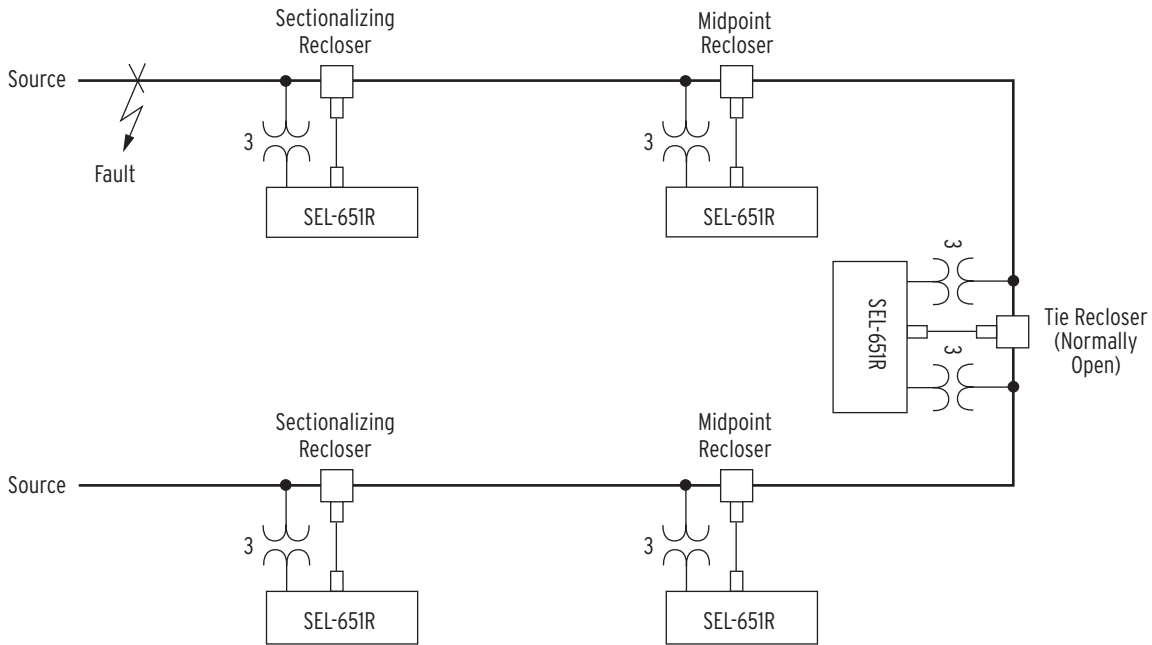 Sectionalizing
Recloser
Midpoint
Recloser
Source
Fault
3
SEL-651R
3
SEL-651R
3
SEL-651R
3
Tie Recloser
(Normally
Open)
Sectionalizing
Recloser
Midpoint
Recloser
Source
3
SEL-651R
3
SEL-651R